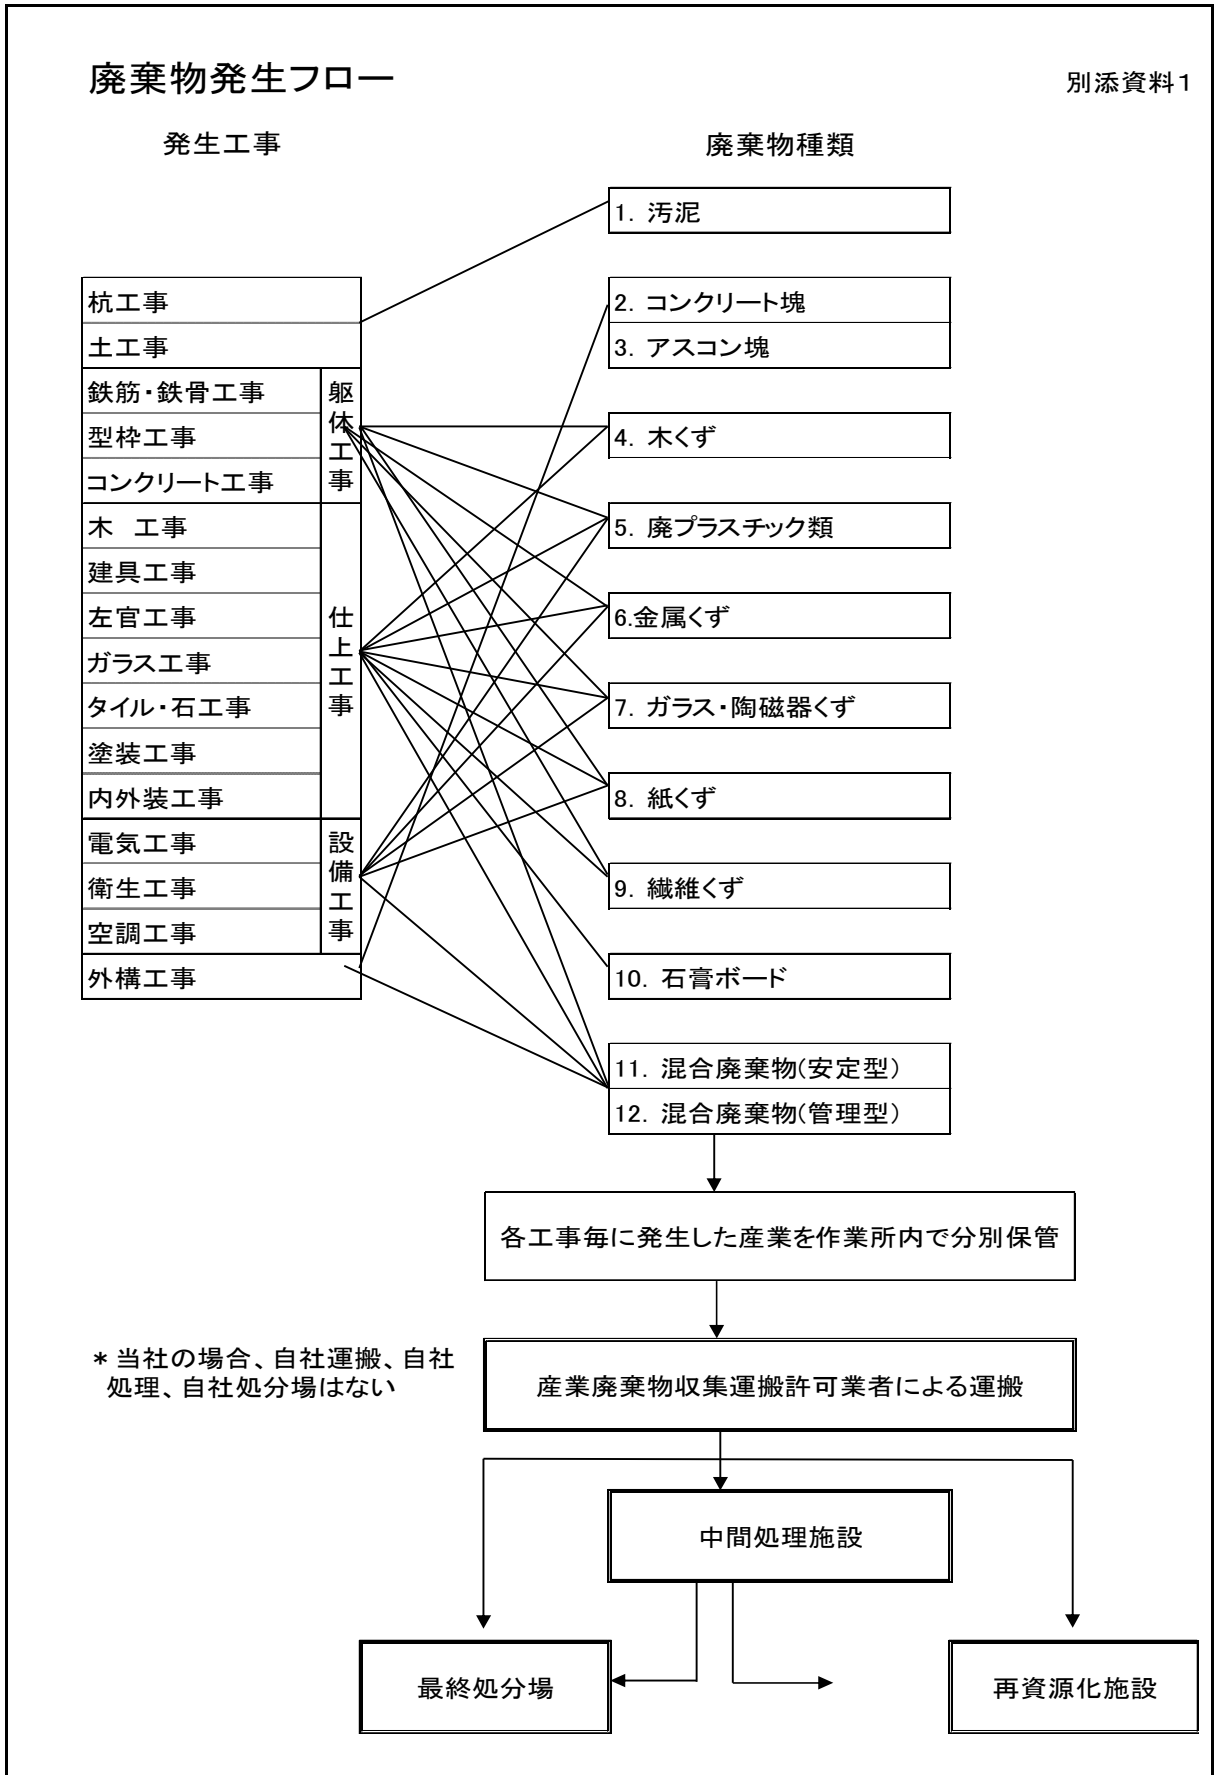 廃棄物発生フロー
別添資料1
発生工事
廃棄物種類
1. 汚泥
杭工事
2. コンクリート塊
土工事
3. アスコン塊
鉄筋・鉄骨工事
型枠工事
コンクリート工事
躯体工事
4. 木くず
木 工事
建具工事
左官工事
ガラス工事
タイル・石工事
塗装工事
内外装工事
仕上工事
5. 廃プラスチック類
6.金属くず
7. ガラス・陶磁器くず
8. 紙くず
電気工事
衛生工事
空調工事
設備工事
9. 繊維くず
外構工事
10. 石膏ボード
11. 混合廃棄物(安定型)
12. 混合廃棄物(管理型)
各工事毎に発生した産業を作業所内で分別保管
* 当社の場合、自社運搬、自社
処理、自社処分場はない
産業廃棄物収集運搬許可業者による運搬
中間処理施設
最終処分場
再資源化施設